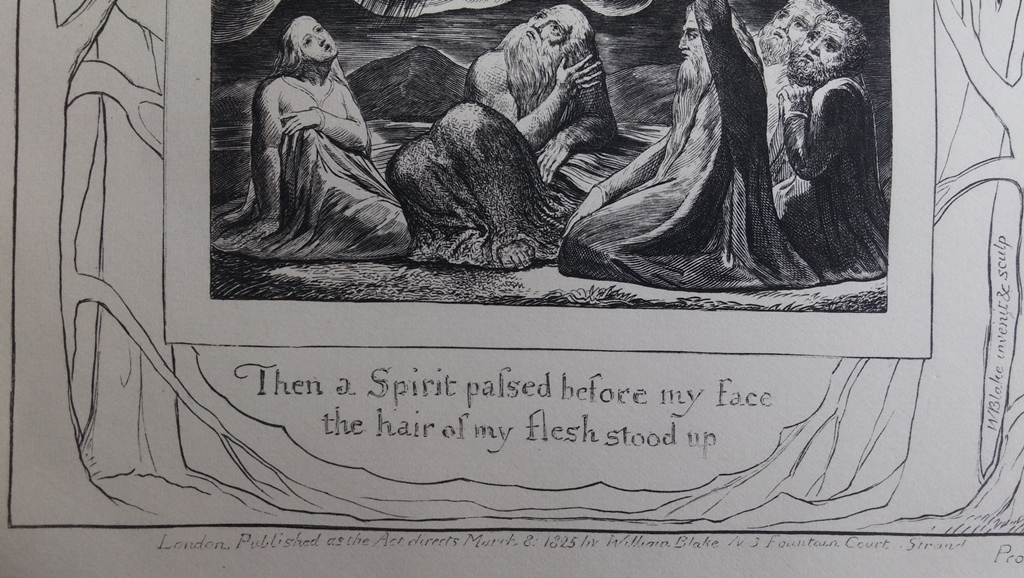 Then a Spirit paſsed before my face
the hair of my flesh stood up
WBlake invenit & sculp
London, Published as the Act directs March 8: 1825 by William Blake N 3 Fountain Court Strand
Pro